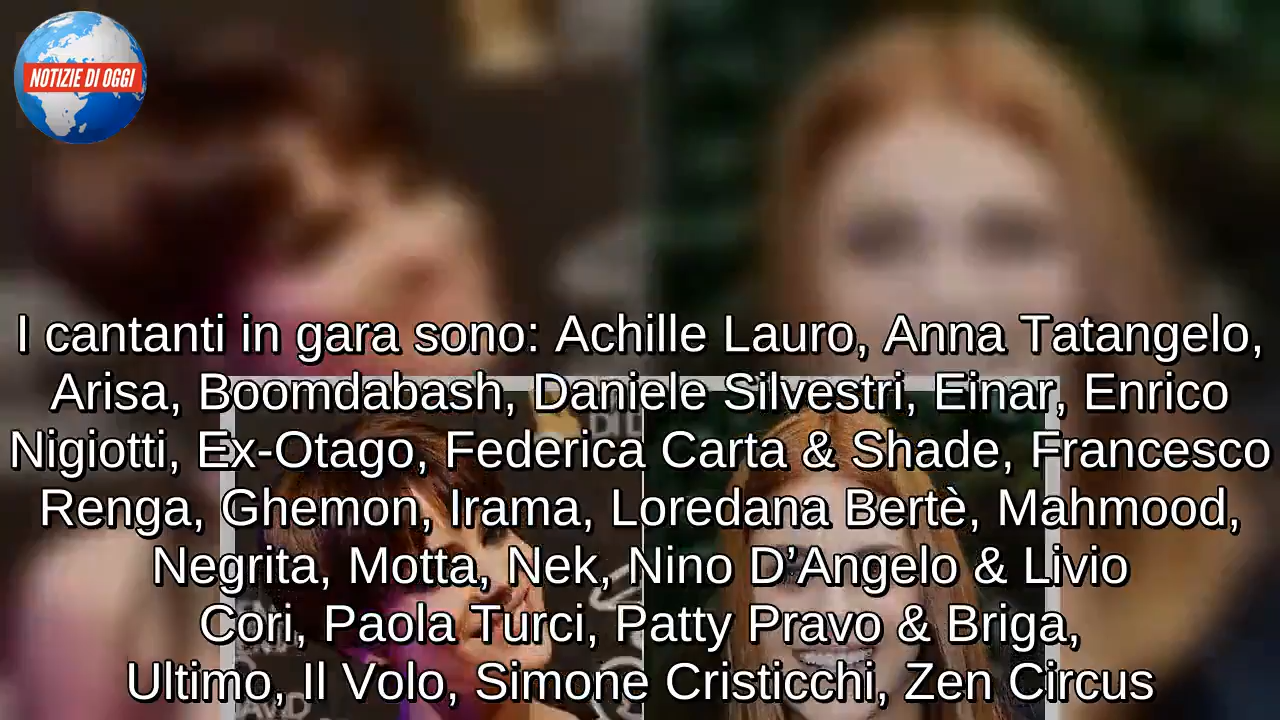 NOTIZIE DI OGGI
I cantanti in gara sono: Achille Lauro, Anna Tatangelo,
Arisa, Boomdabash, Daniele Silvestri, Einar, Enrico
Nigiotti, Ex-Otago, Federica Carta & Shade, Francesco
Renga, Ghemon, Irama, Loredana Bertè, Mahmood,
Negrita, Motta, Nek, Nino D’Angelo & Livio
Cori, Paola Turci, Patty Pravo & Briga,
Ultimo, Il Volo, Simone Cristicchi, Zen Circus